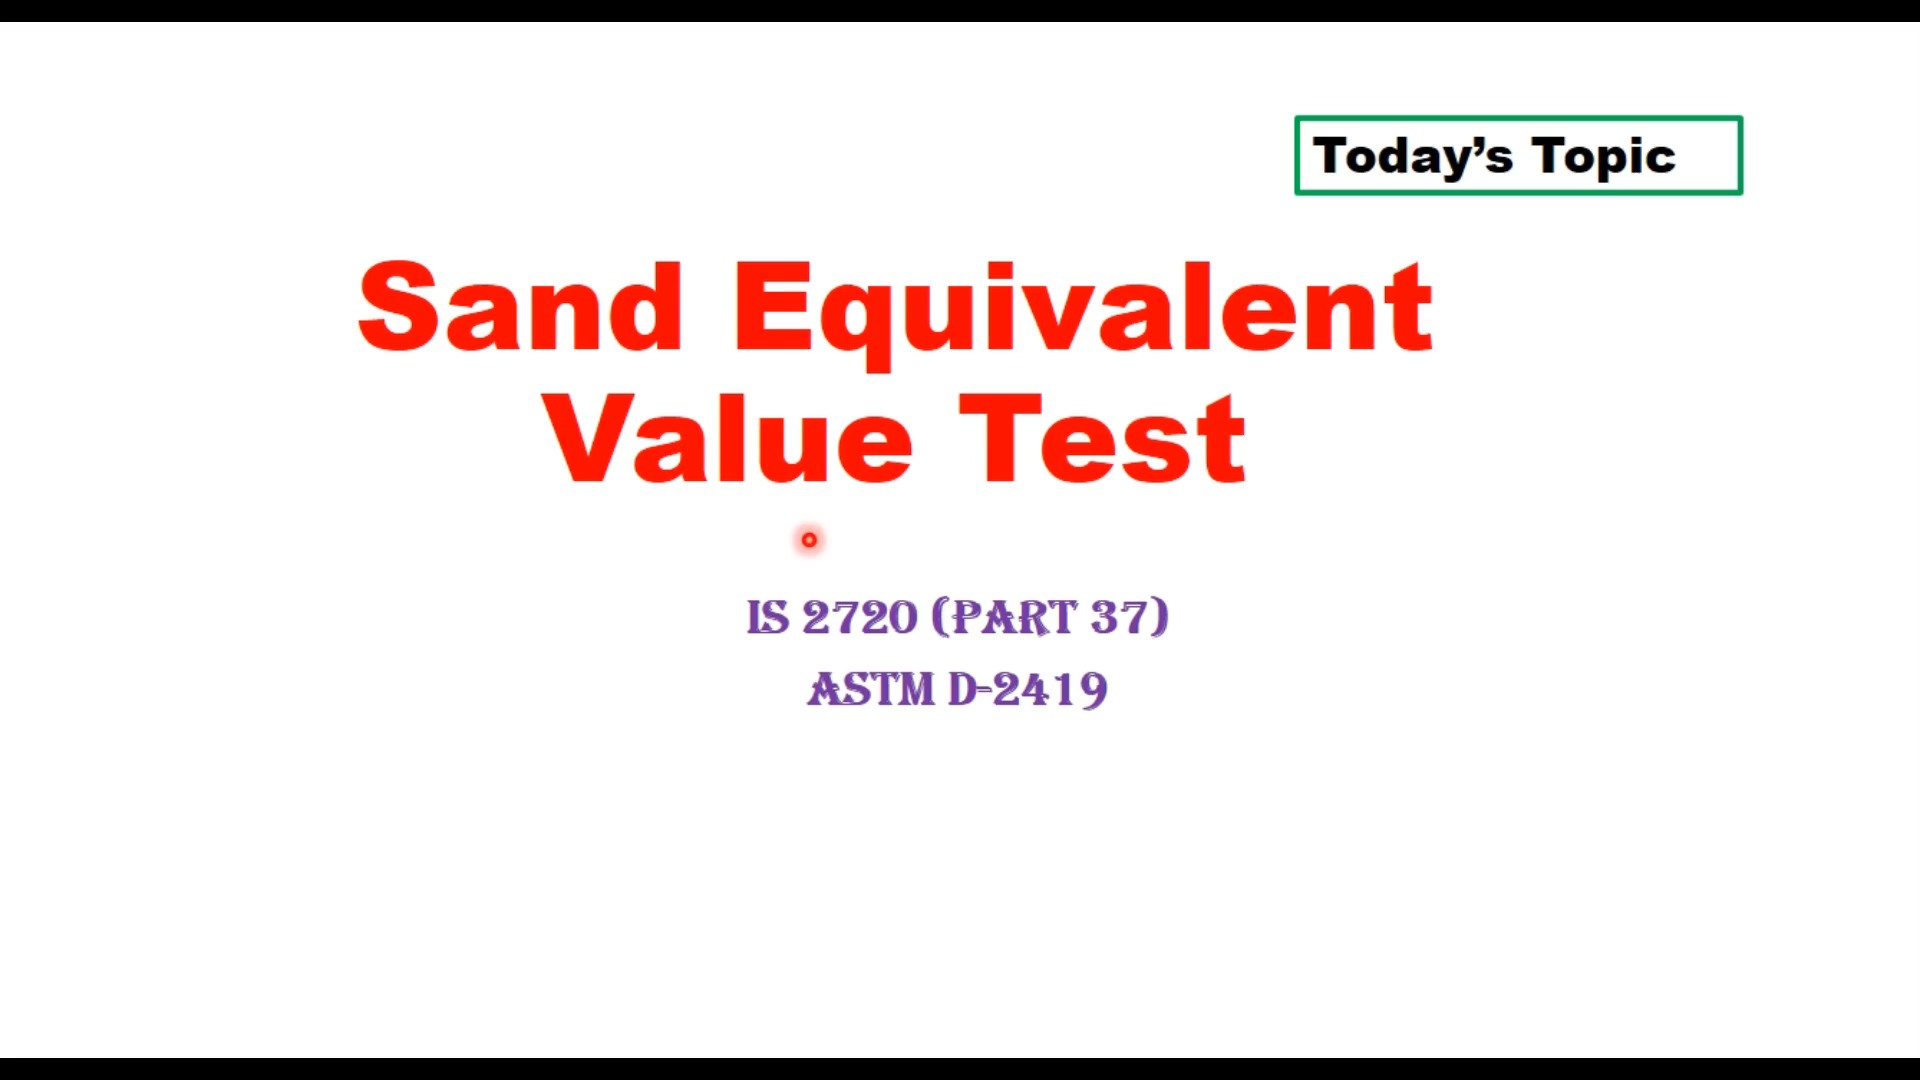 Today’s Topic
Sand Equivalent
Value Test
IS 2720 (PART 37)
ASTM D-2419